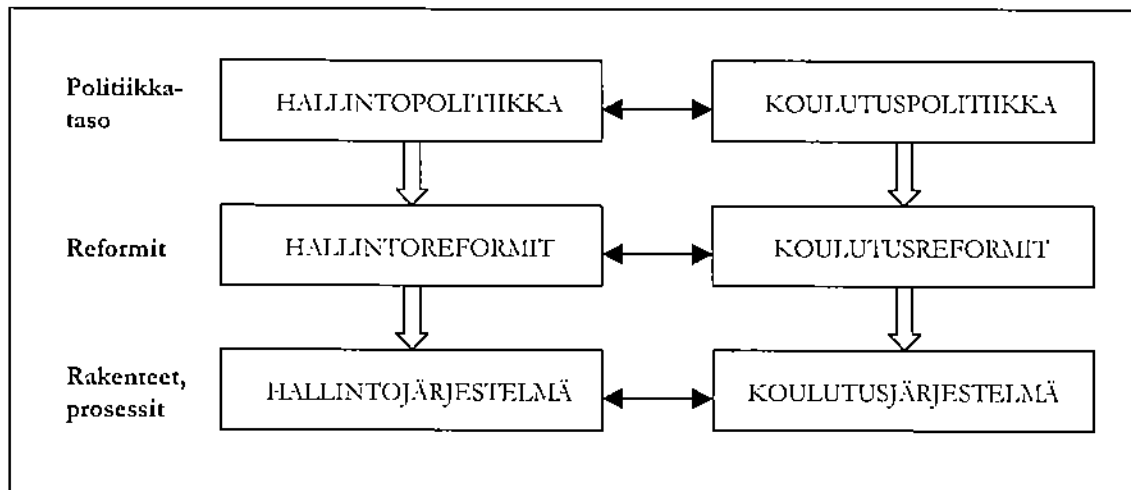 Politiikka-
taso
HALLINTOPOLITIIKKA
KOULUTUSPOLITIIKKA
Reformit
HALLINTOREFORMIT
KOULUTUSREFORMIT
Rakenteet,
prosessit
HALLINTOJÄRJESTELMÄ
KOULUTUSJÄRJESTELMÄ